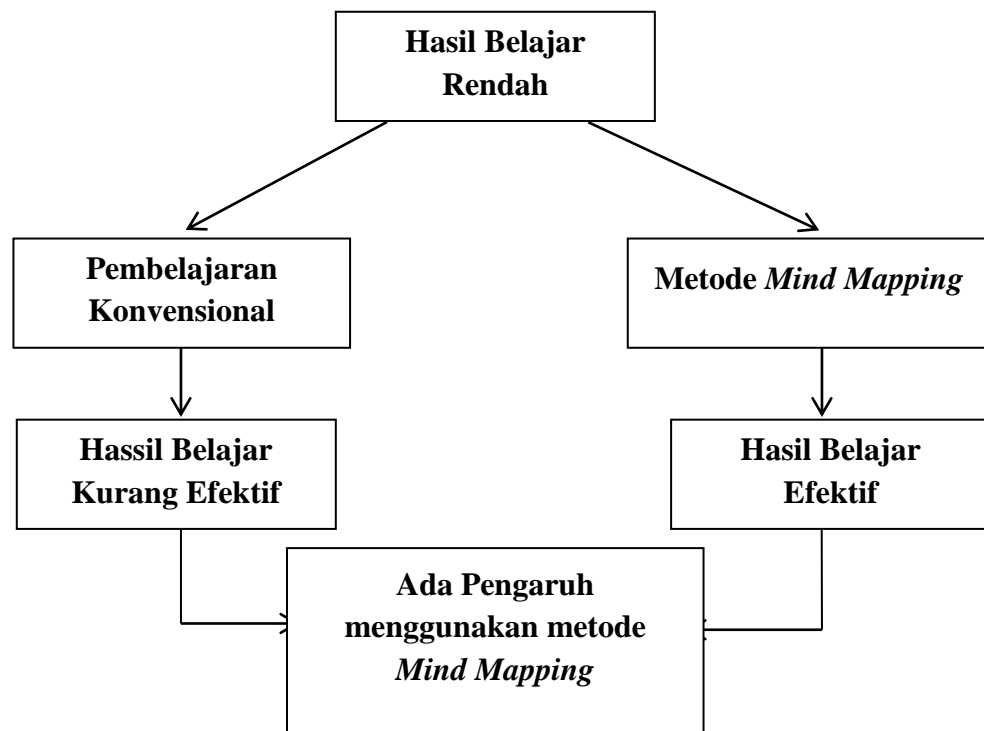 Hasil Belajar
Rendah
Pembelajaran
Konvensional
Metode Mind Mapping
Hassil Belajar
Kurang Efektif
Hasil Belajar
Efektif
Ada Pengaruh
menggunakan metode
Mind Mapping